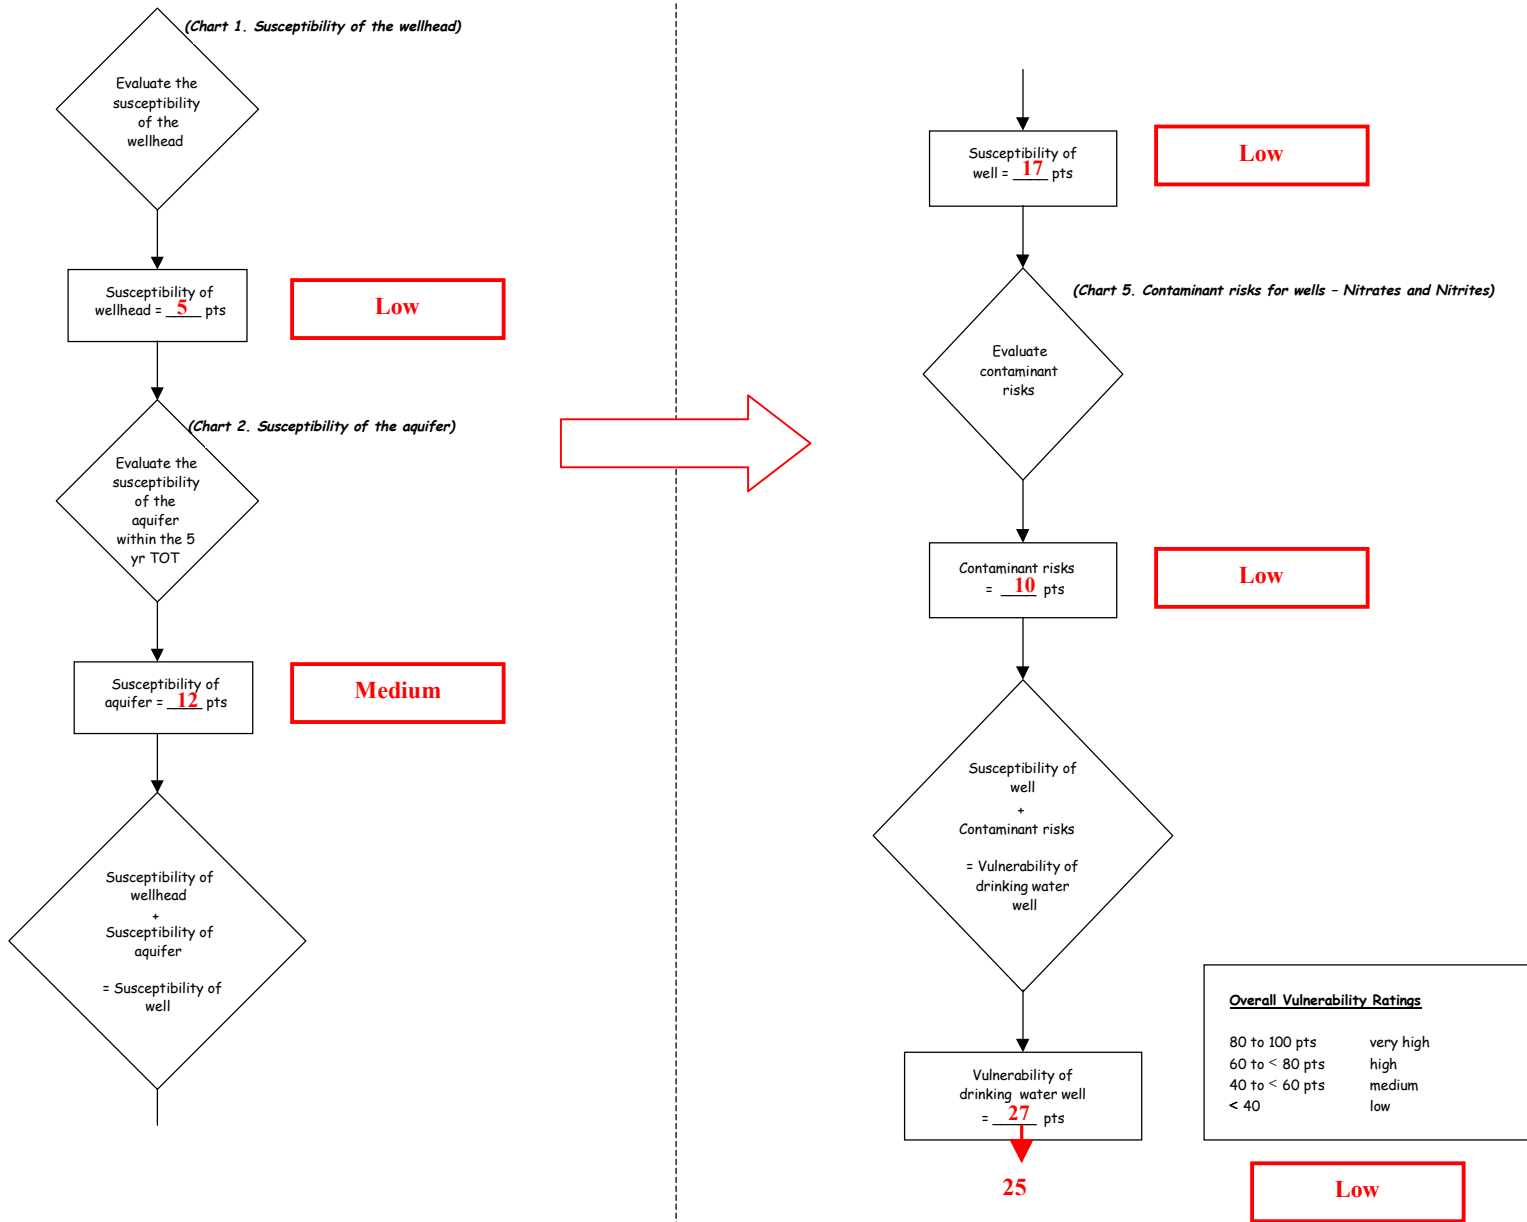 (Chart 1. Susceptibility of the wellhead)
Evaluate the
susceptibility
of the
wellhead
Susceptibility of
wellhead = __5__ pts
Low
(Chart 2. Susceptibility of the aquifer)
Evaluate the
susceptibility
of the
aquifer
within the 5
yr TOT
Susceptibility of
aquifer = __12__ pts
Medium
Susceptibility of
wellhead
+
Susceptibility of
aquifer
= Susceptibility of
well
Susceptibility of
well = __17__ pts
Low
(Chart 5. Contaminant risks for wells – Nitrates and Nitrites)
Evaluate
contaminant
risks
Contaminant risks
= __10__ pts
Low
Susceptibility of
well
+
Contaminant risks
= Vulnerability of
drinking water
well
Vulnerability of
drinking water well
= __27__ pts
25
Overall Vulnerability Ratings
80 to 100 pts very high
60 to < 80 pts high
40 to < 60 pts medium
< 40 low
Low